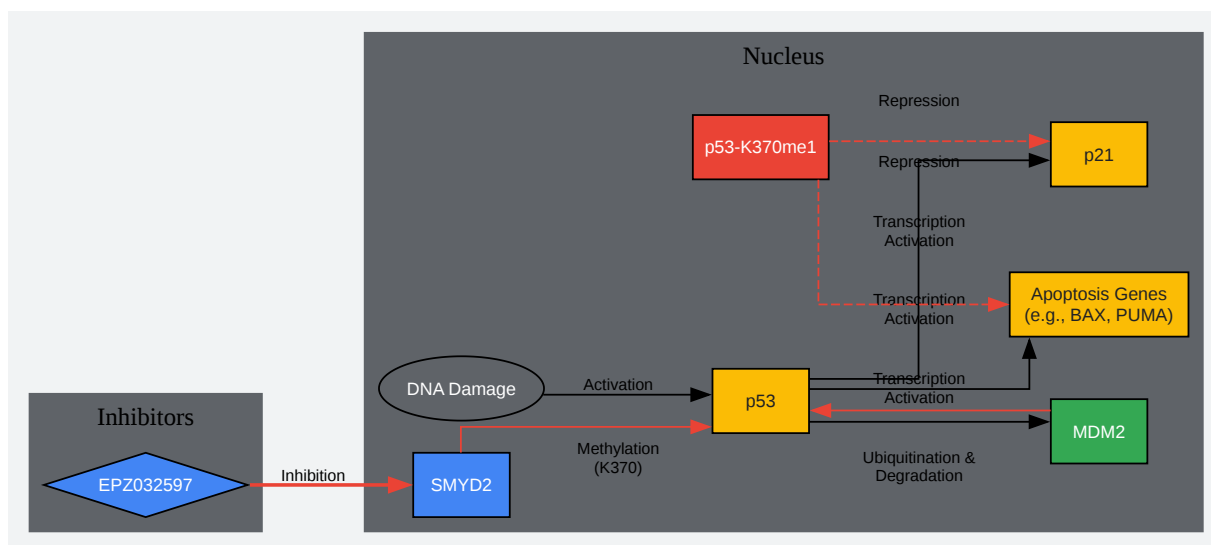 Nucleus
Repression
p53-K370me1
p21
Repression
Transcription
Activation
Apoptosis Genes
(e.g., BAX, PUMA)
Transcription
Activation
DNA Damage
Activation
p53
Transcription
Activation
MDM2
Methylation
(K370)
Ubiquitination &
Degradation
Inhibitors
EPZ032597
Inhibition
SMYD2